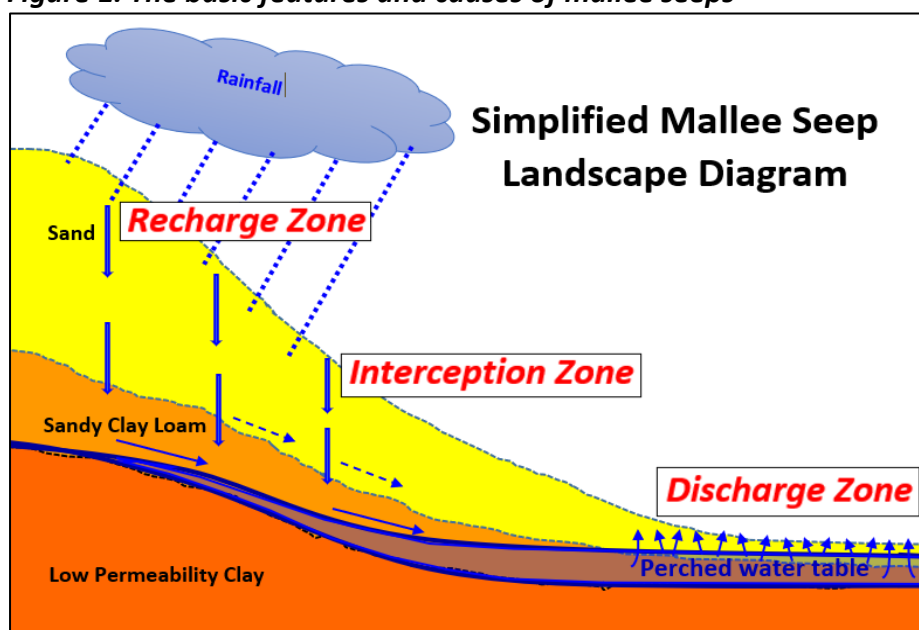 Figure 1. The basic features and causes of mallee seeps
Rainfall
Simplified Mallee Seep
Landscape Diagram
Recharge Zone
Sand
Interception Zone
Sandy Clay Loam
Discharge Zone
Perched water table
Low Permeability Clay